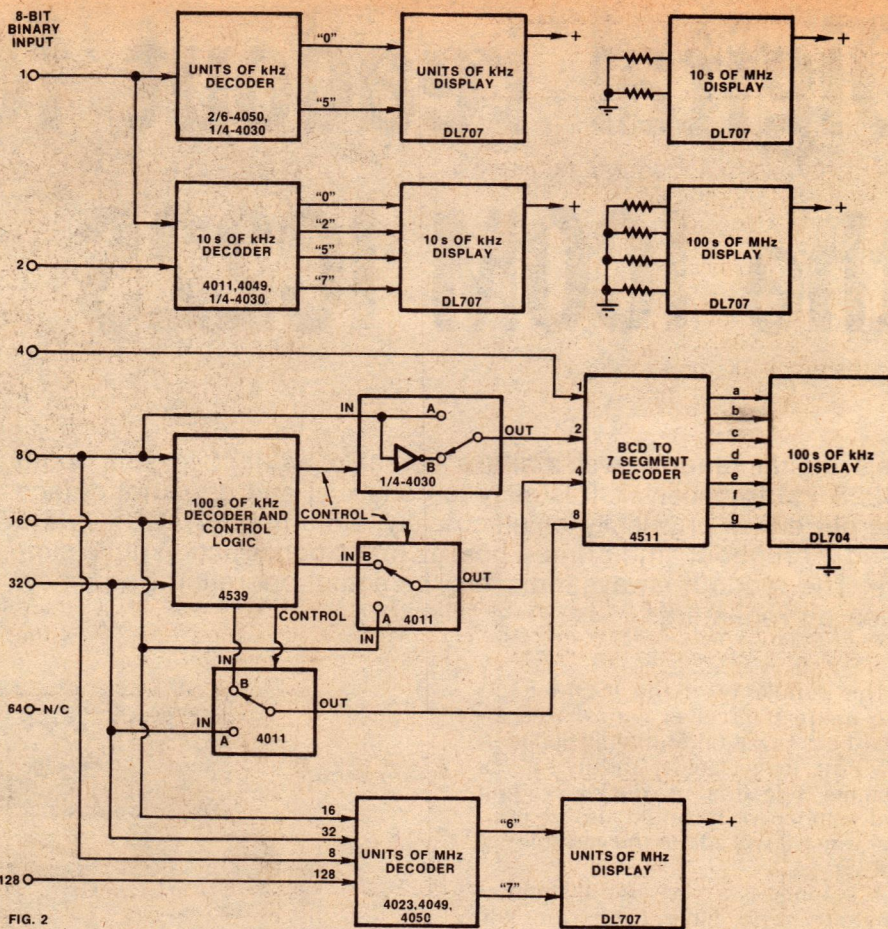 8-BIT
BINARY
INPUT
1
UNITS OF kHz
DECODER
2/6-4050,
1/4-4030
"0"
"5"
UNITS OF kHz
DISPLAY
DL707
+
10s OF MHz
DISPLAY
DL707
+
2
10s OF kHz
DECODER
4011,4049,
1/4-4030
"0"
"2"
"5"
"7"
10s OF kHz
DISPLAY
DL707
+
100s OF MHz
DISPLAY
DL707
+
4
8
16
32
100s OF kHz
DECODER AND
CONTROL
LOGIC
4539
IN
A
B
OUT
1/4-4030
CONTROL
IN
B
OUT
A
4011
IN
CONTROL
IN
B
OUT
IN
A
4011
1
2
4
8
BCD TO
7 SEGMENT
DECODER
4511
a
b
c
d
e
f
g
100s OF kHz
DISPLAY
DL704
64 N/C
128
16
32
8
128
UNITS OF MHz
DECODER
4023,4049,
4050
"6"
"7"
UNITS OF MHz
DISPLAY
DL707
+
FIG. 2